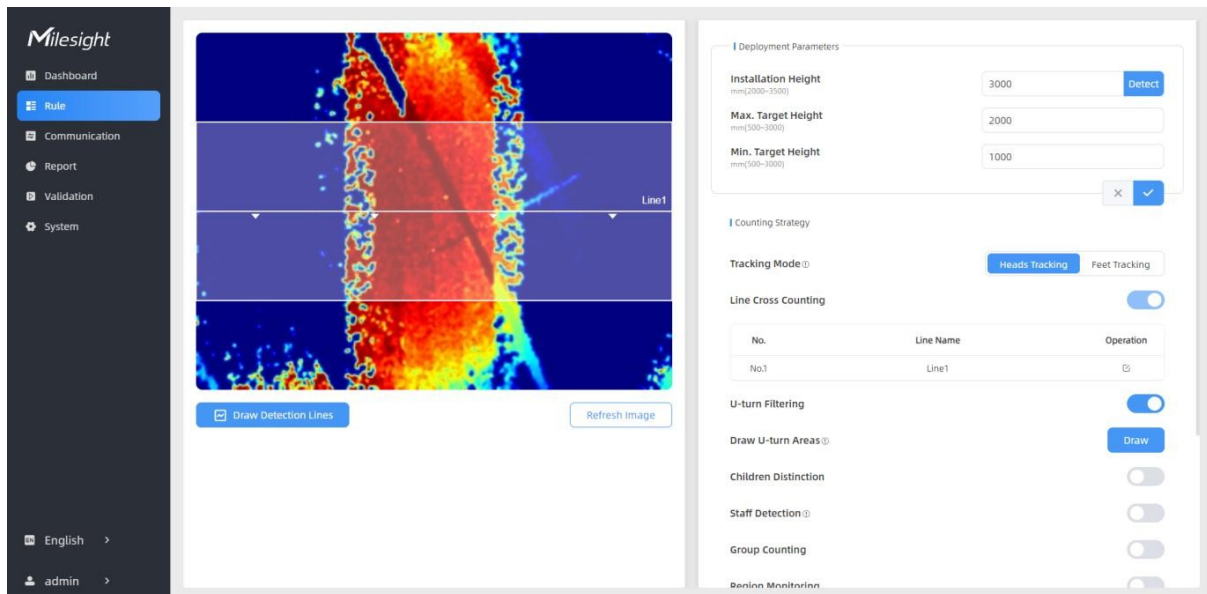 Milesight
Dashboard
Rule
Communication
Report
Validation
System
EN English >
admin >
Line1
Draw Detection Lines
Refresh Image
Deployment Parameters
Installation Height
mm(2000~3500)
3000
Detect
Max. Target Height
mm(500~3000)
2000
Min. Target Height
mm(500~3000)
1000
Counting Strategy
Tracking Mode
Heads Tracking
Feet Tracking
Line Cross Counting
No. Line Name Operation
No.1 Line1
U-turn Filtering
Draw U-turn Areas
Draw
Children Distinction
Staff Detection
Group Counting
Region Monitoring